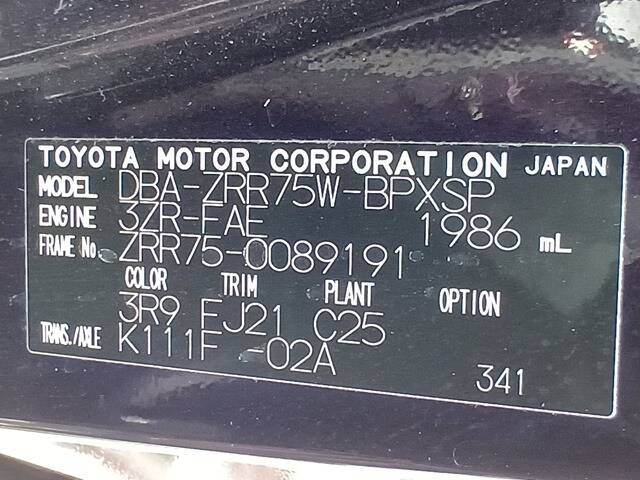 TOYOTA MOTOR CORPORATION JAPAN
MODEL DBA-ZRR75W-BPXSP
ENGINE 3ZR-FAE 1986 mL
FRAME No. ZRR75-0089191
COLOR TRIM PLANT OPTION
3R9 FJ21 C25
TRANS./AXLE K111F -02A
341